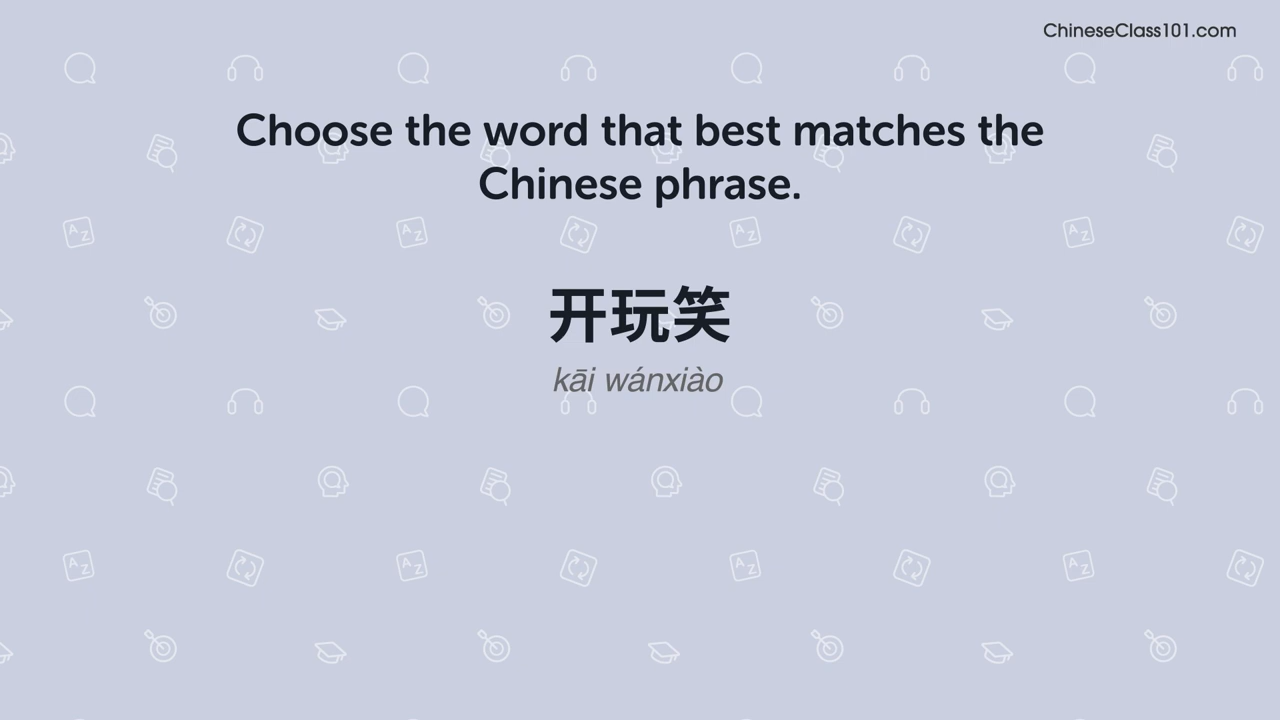 ChineseClass101.com
Choose the word that best matches the
Chinese phrase.
开玩笑
kāi wánxiào